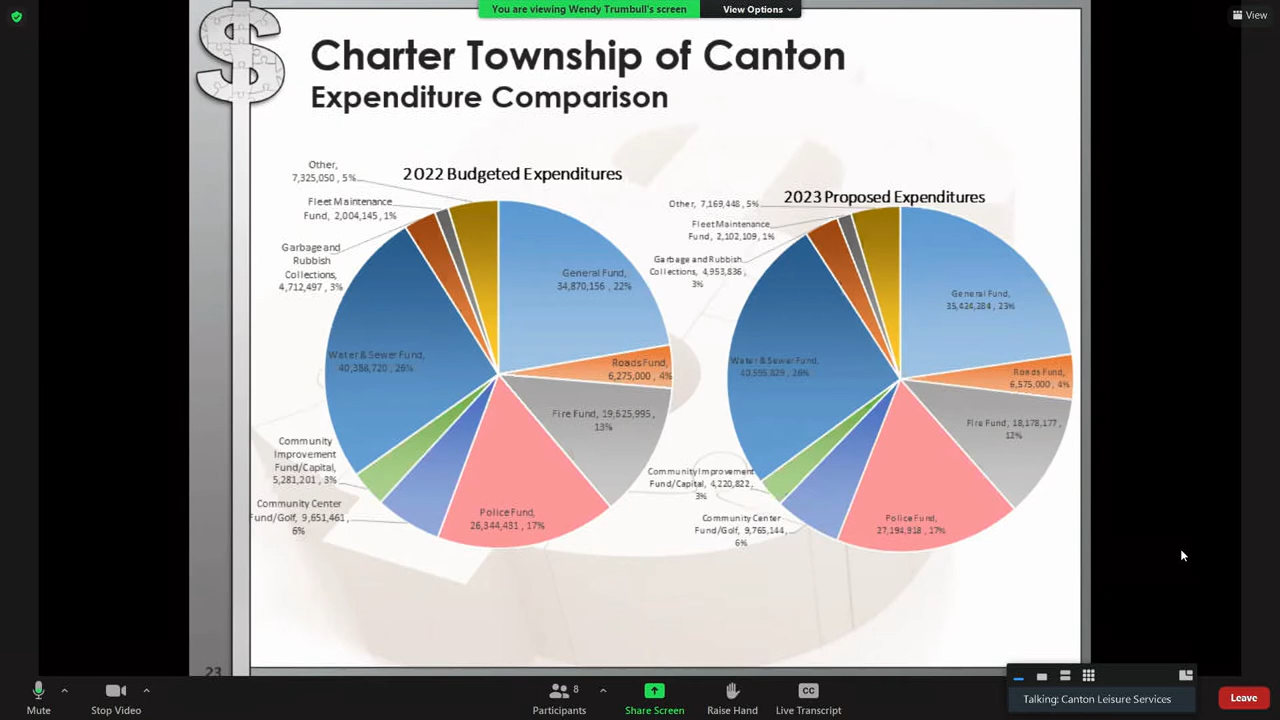 You are viewing Wendy Trumbull's screen
View Options
View
Charter Township of Canton
Expenditure Comparison
2022 Budgeted Expenditures
Other,
7,325,050, 5%
Fleet Maintenance
Fund, 2,004,145, 1%
Garbage and
Rubbish
Collections,
4,712,497, 3%
General Fund,
34,870,156 , 22%
Roads Fund,
6,275,000 , 4%
Water & Sewer Fund,
40,386,720 , 26%
Fire Fund, 19,625,995 ,
13%
Community
Improvement
Fund/Capital,
5,281,201 , 3%
Community Center
Fund/Golf, 9,651,461,
6%
Police Fund,
26,344,431 , 17%
2023 Proposed Expenditures
Other, 7,169,448, 5%
Fleet Maintenance
Fund, 2,102,109, 1%
Garbage and Rubbish
Collections, 4,953,836 ,
3%
General Fund,
35,424,284 , 23%
Roads Fund,
6,575,000 , 4%
Water & Sewer Fund,
40,595,829 , 26%
Fire Fund, 18,178,177 ,
12%
Community Improvement
Fund/Capital, 4,220,822,
3%
Community Center
Fund/Golf, 9,765,144,
6%
Police Fund,
27,194,918 , 17%
23
Mute
Stop Video
8
Participants
Share Screen
Raise Hand
CC
Live Transcript
Talking: Canton Leisure Services
Leave